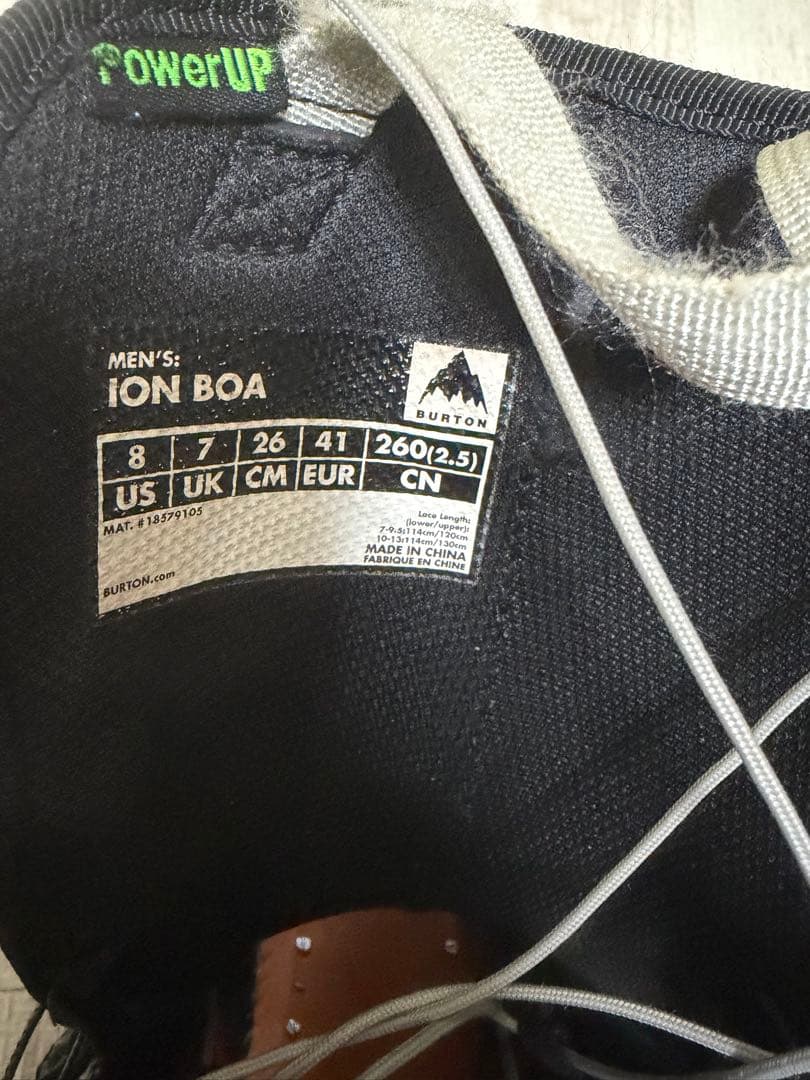 PowerUP
MEN'S:
ION BOA
BURTON
8 7 26 41 260(2.5)
US UK CM EUR CN
MAT. #18579105
Lace Length:
(lower/upper):
7-9.5:114cm/120cm
10-13:114cm/130cm
MADE IN CHINA
FABRIQUE EN CHINE
BURTON.com